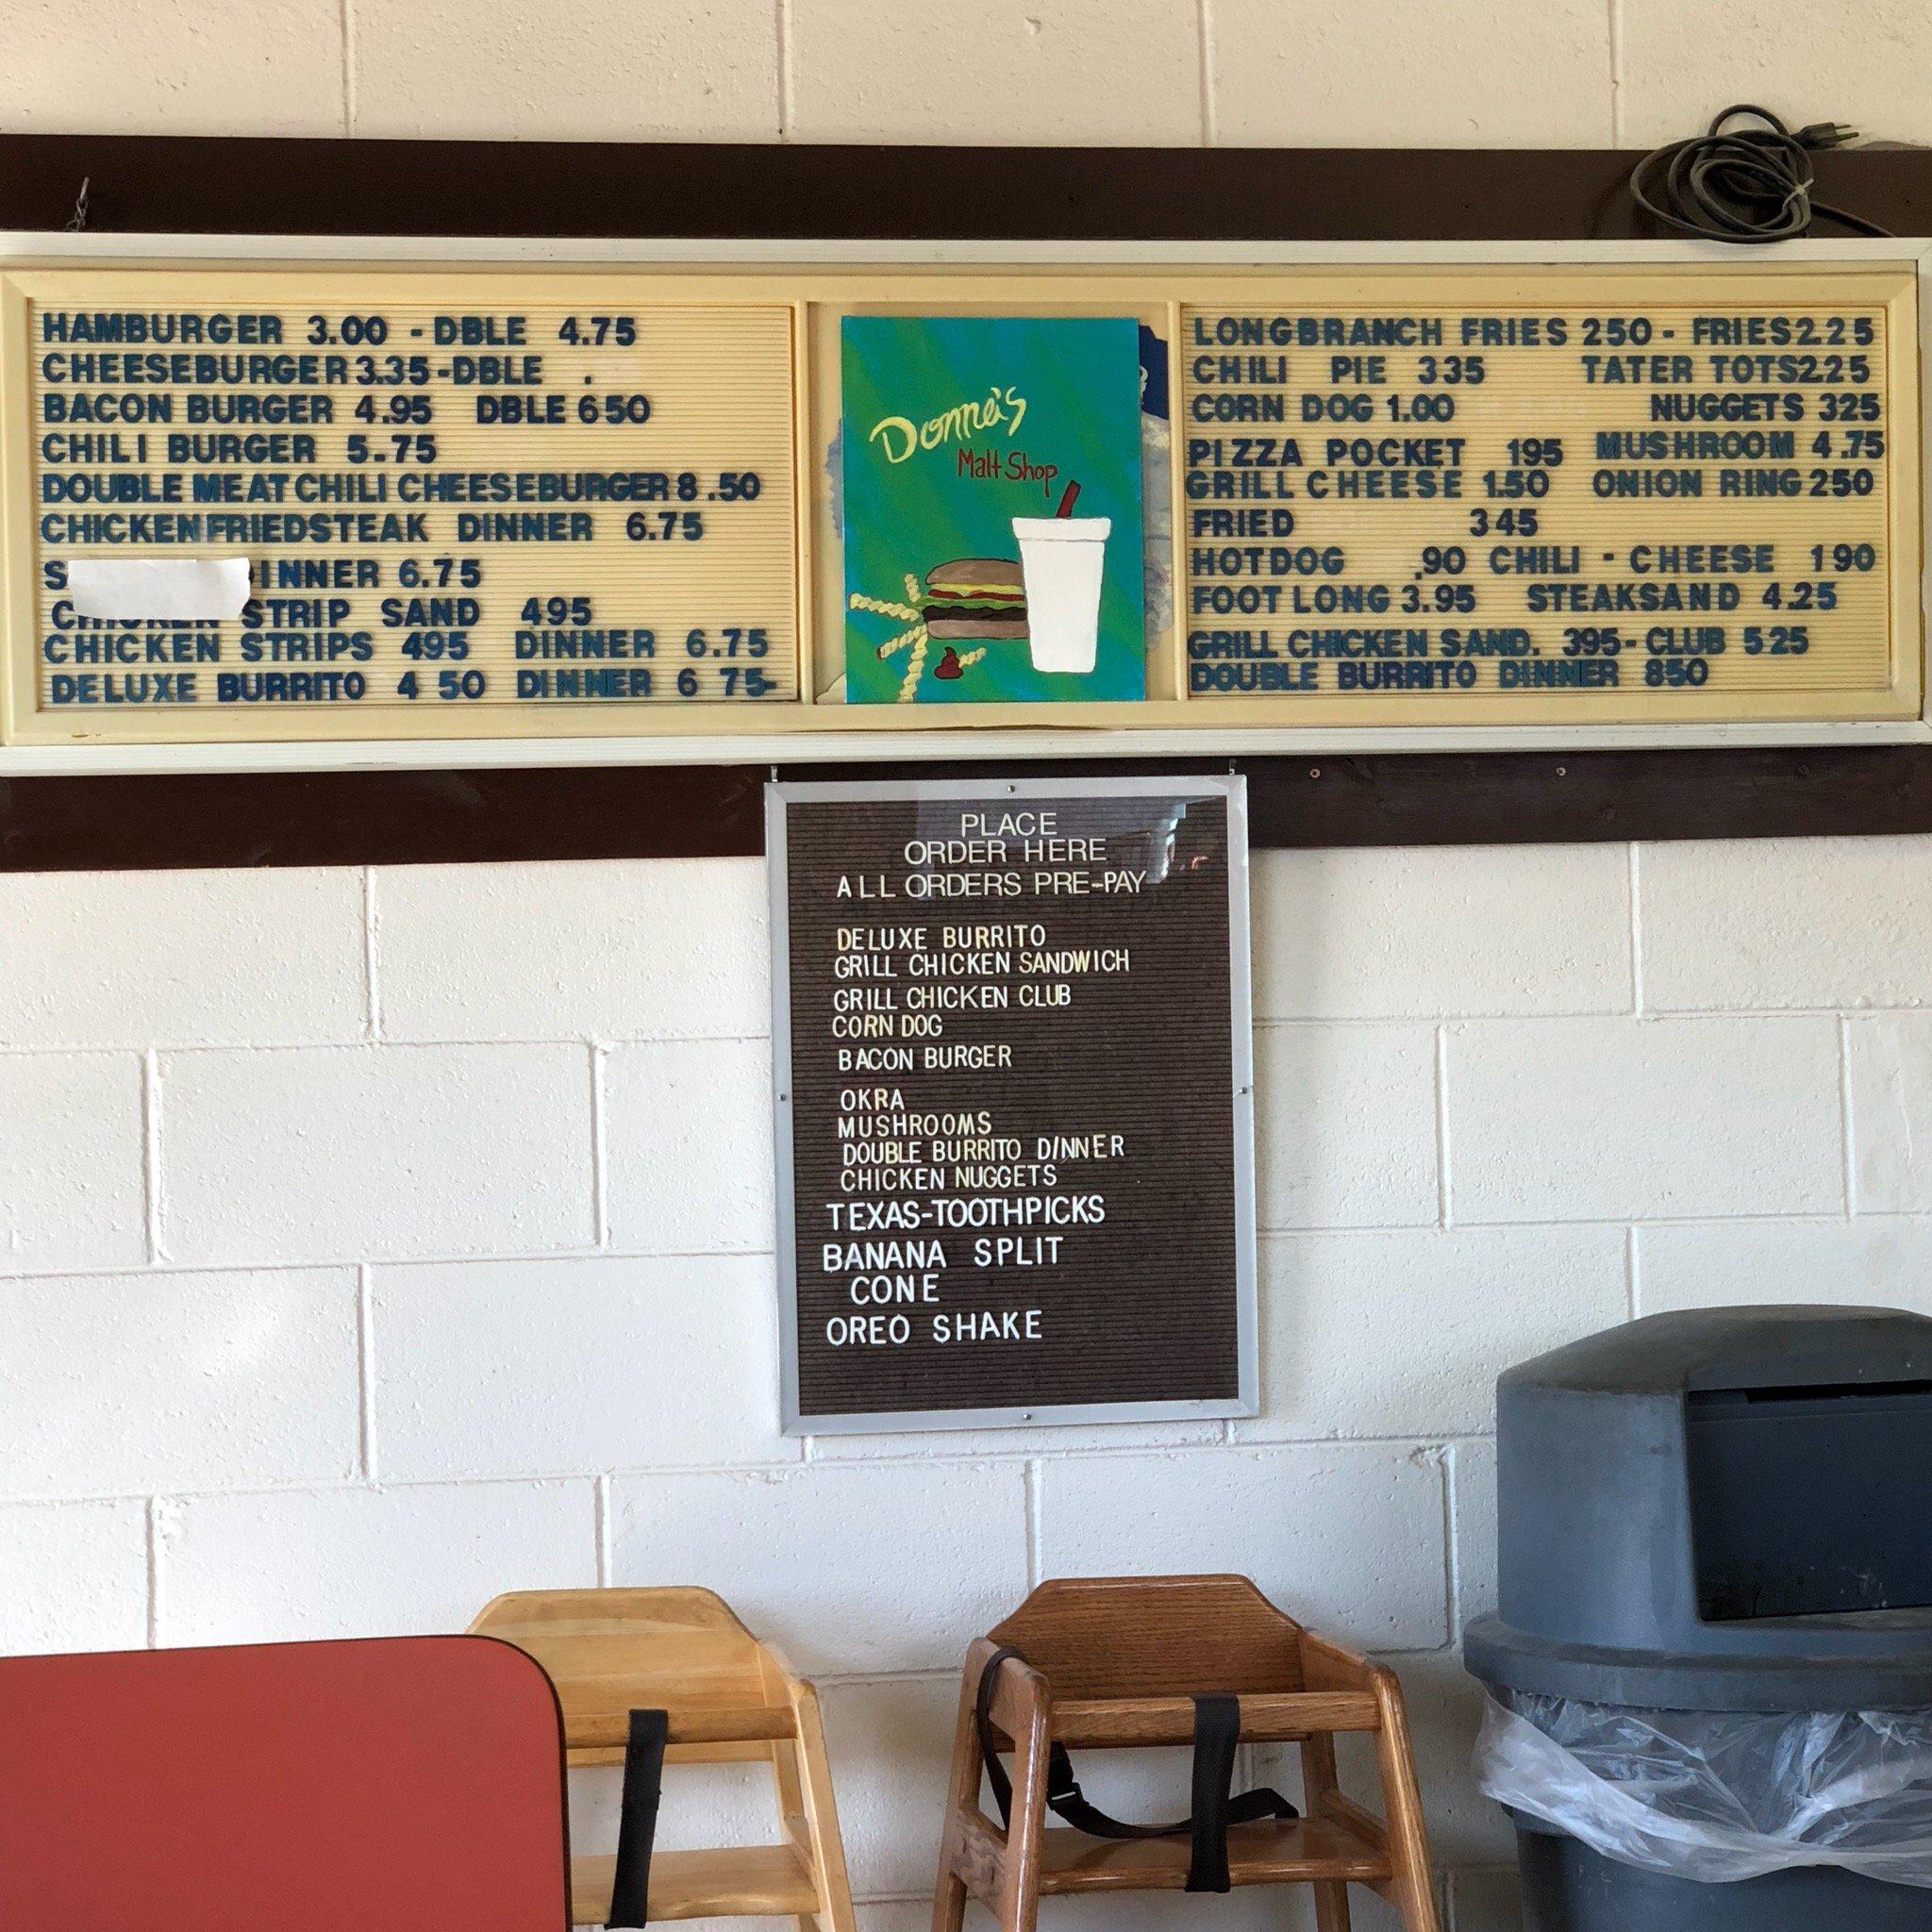 HAMBURGER 3.00 - DBLE 4.75
CHEESEBURGER 3.35 -DBLE .
BACON BURGER 4.95 DBLE 6 50
CHILI BURGER 5.75
DOUBLE MEAT CHILI CHEESEBURGER 8 .50
CHICKENFRIEDSTEAK DINNER 6.75
S DINNER 6.75
CHICKEN STRIP SAND 495
CHICKEN STRIPS 495 DINNER 6.75
DELUXE BURRITO 4 50 DINNER 6 75-
Donna's
Malt Shop
LONGBRANCH FRIES 250 - FRIES 2.25
CHILI PIE 335 TATER TOTS 2.25
CORN DOG 1.00 NUGGETS 325
PIZZA POCKET 195 MUSHROOM 4 .75
GRILL CHEESE 1.50 ONION RING 250
FRIED 345
HOTDOG .90 CHILI - CHEESE 190
FOOT LONG 3.95 STEAKSAND 4.25
GRILL CHICKEN SAND. 395- CLUB 525
DOUBLE BURRITO DINNER 850
PLACE
ORDER HERE
ALL ORDERS PRE-PAY
DELUXE BURRITO
GRILL CHICKEN SANDWICH
GRILL CHICKEN CLUB
CORN DOG
BACON BURGER
OKRA
MUSHROOMS
DOUBLE BURRITO DINNER
CHICKEN NUGGETS
TEXAS-TOOTHPICKS
BANANA SPLIT
CONE
OREO SHAKE